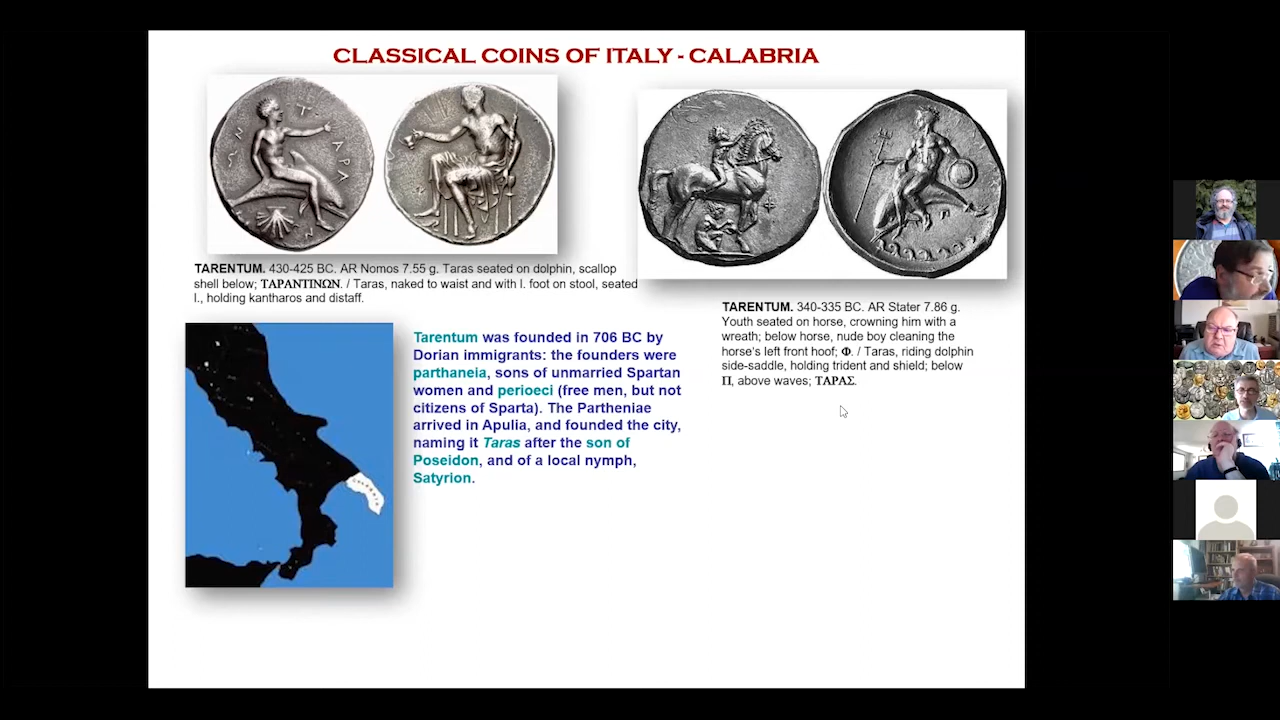 CLASSICAL COINS OF ITALY - CALABRIA
TARENTUM. 430-425 BC. AR Nomos 7.55 g. Taras seated on dolphin, scallop
shell below; ΤΑΡΑΝΤΙΝΩΝ. / Taras, naked to waist and with l. foot on stool, seated
l., holding kantharos and distaff.
TARENTUM. 340-335 BC. AR Stater 7.86 g.
Youth seated on horse, crowning him with a
wreath; below horse, nude boy cleaning the
horse's left front hoof; Φ. / Taras, riding dolphin
side-saddle, holding trident and shield; below
Π, above waves; ΤΑΡΑΣ.
Tarentum was founded in 706 BC by
Dorian immigrants: the founders were
parthaneia, sons of unmarried Spartan
women and perioeci (free men, but not
citizens of Sparta). The Partheniae
arrived in Apulia, and founded the city,
naming it Taras after the son of
Poseidon, and of a local nymph,
Satyrion.
CALABRIA